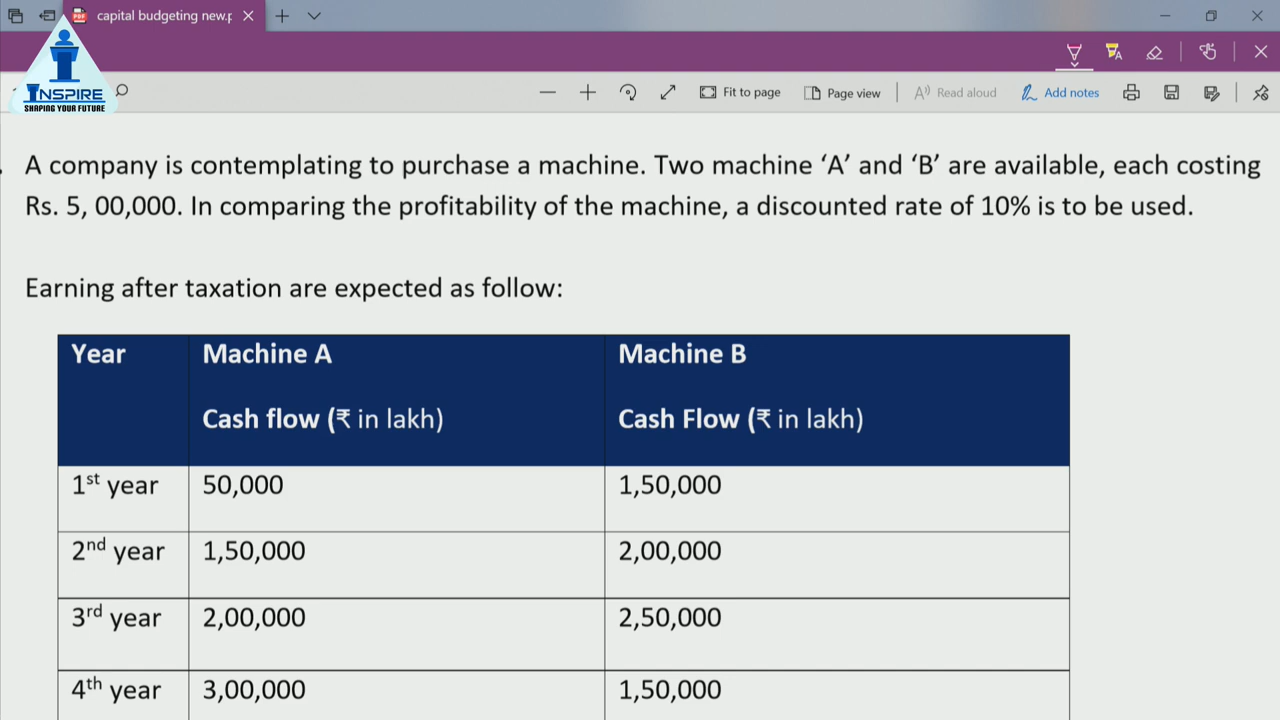 capital budgeting new.p
INSPIRE
SHAPING YOUR FUTURE
Fit to page
Page view
Read aloud
Add notes
A company is contemplating to purchase a machine. Two machine ‘A’ and ‘B’ are available, each costing
Rs. 5, 00,000. In comparing the profitability of the machine, a discounted rate of 10% is to be used.
Earning after taxation are expected as follow:
Year Machine A Machine B
Cash flow (₹ in lakh) Cash Flow (₹ in lakh)
1st year 50,000 1,50,000
2nd year 1,50,000 2,00,000
3rd year 2,00,000 2,50,000
4th year 3,00,000 1,50,000